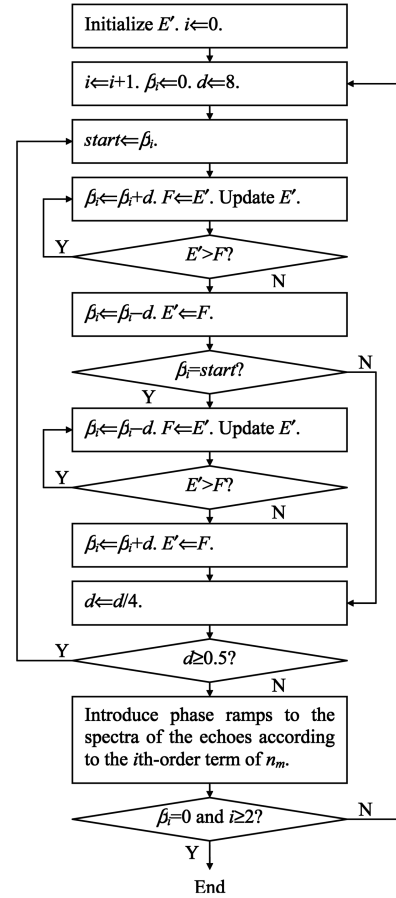 Initialize E′. i⇐0.
i⇐i+1. βi⇐0. d⇐8.
start⇐βi.
βi⇐βi+d. F⇐E′. Update E′.
Y
E′>F?
N
βi⇐βi–d. E′⇐F.
βi=start?
N
Y
βi⇐βi–d. F⇐E′. Update E′.
Y
E′>F?
N
βi⇐βi+d. E′⇐F.
d⇐d/4.
Y
d≥0.5?
N
Introduce phase ramps to the
spectra of the echoes according
to the ith-order term of nm.
βi=0 and i≥2?
N
Y
End